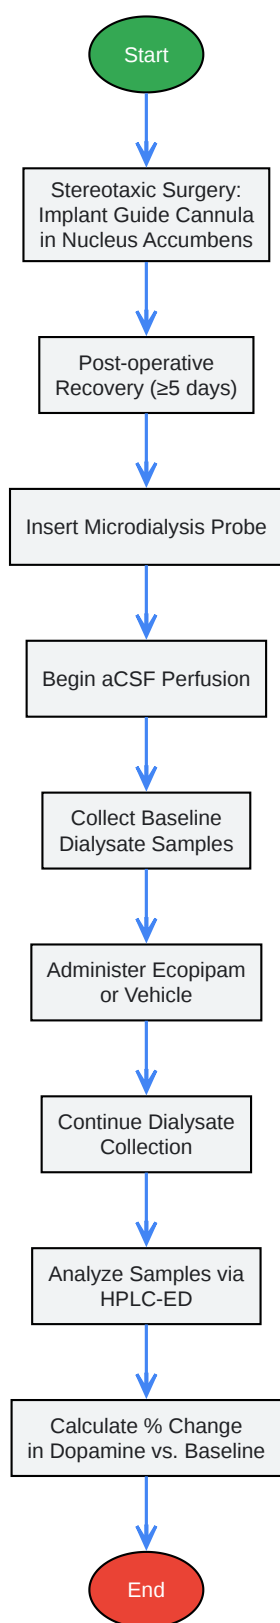 Start
Stereotaxic Surgery:
Implant Guide Cannula
in Nucleus Accumbens
Post-operative
Recovery (≥5 days)
Insert Microdialysis Probe
Begin aCSF Perfusion
Collect Baseline
Dialysate Samples
Administer Ecopipam
or Vehicle
Continue Dialysate
Collection
Analyze Samples via
HPLC-ED
Calculate % Change
in Dopamine vs. Baseline
End